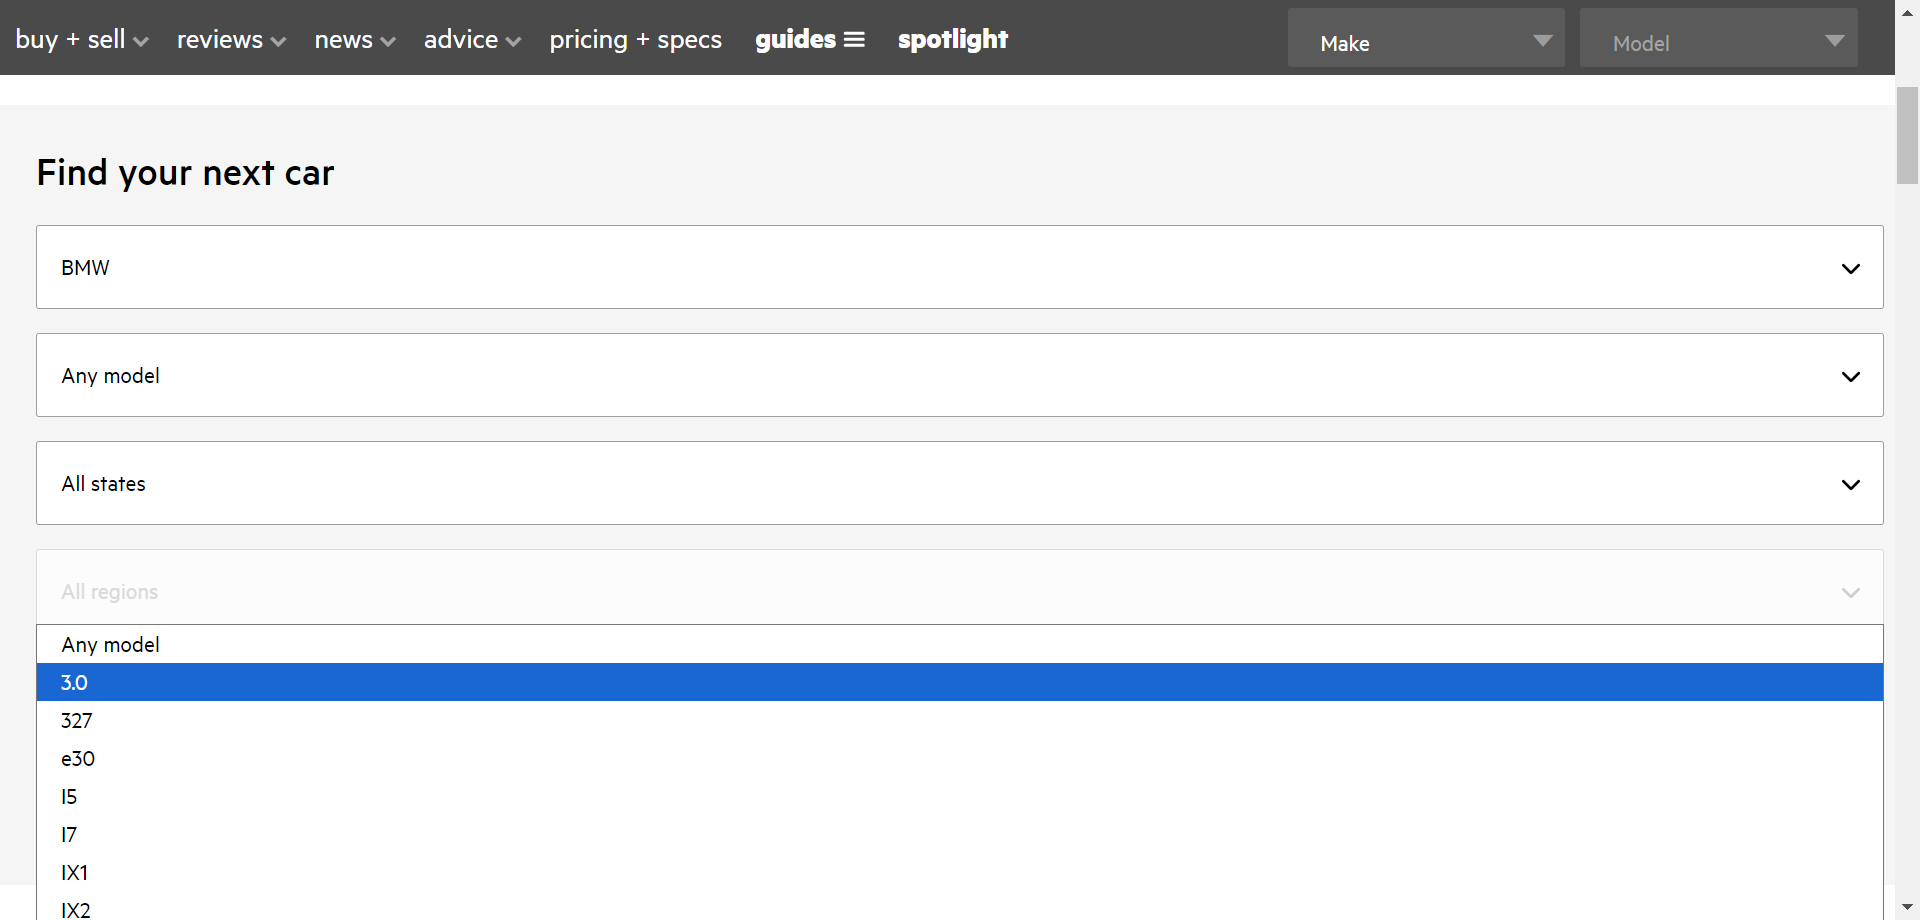 buy + sell reviews news advice pricing + specs guides spotlight Make Model
Find your next car
BMW
Any model
All states
All regions
Any model
3.0
327
e30
I5
I7
IX1
IX2